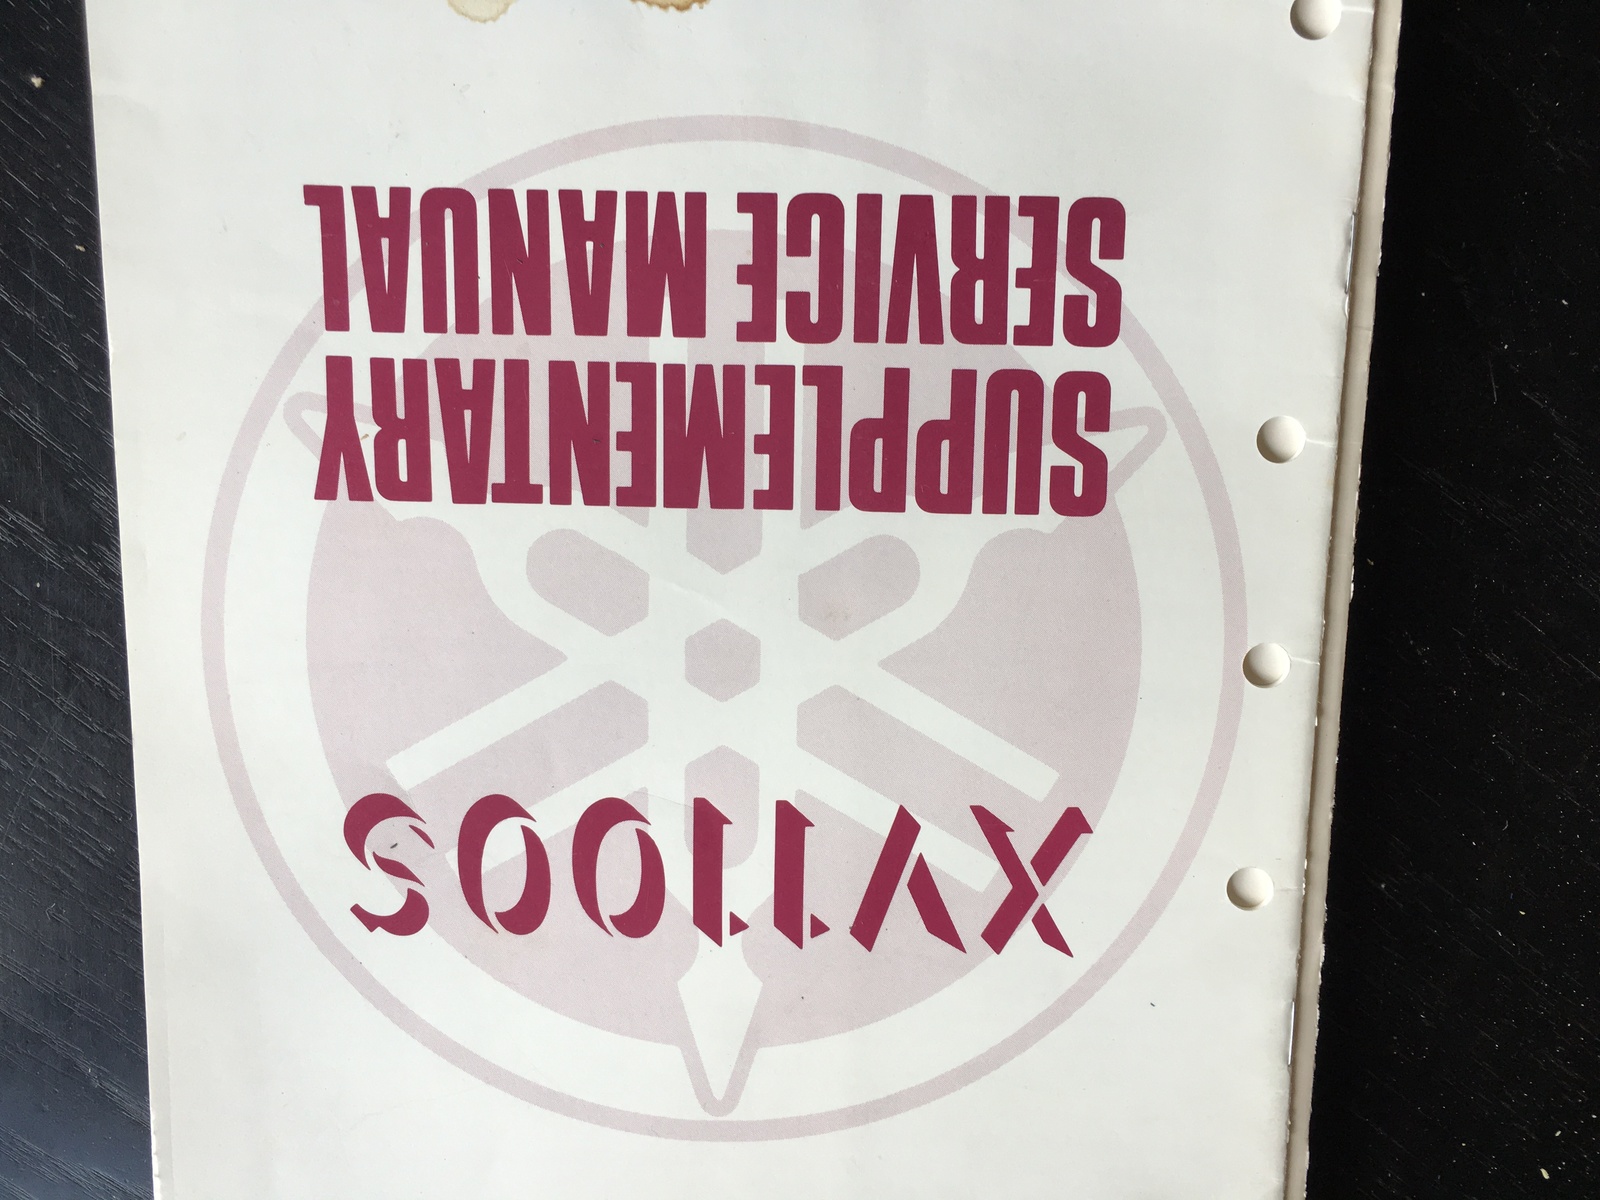 XV1100S
SUPPLEMENTARY
SERVICE MANUAL